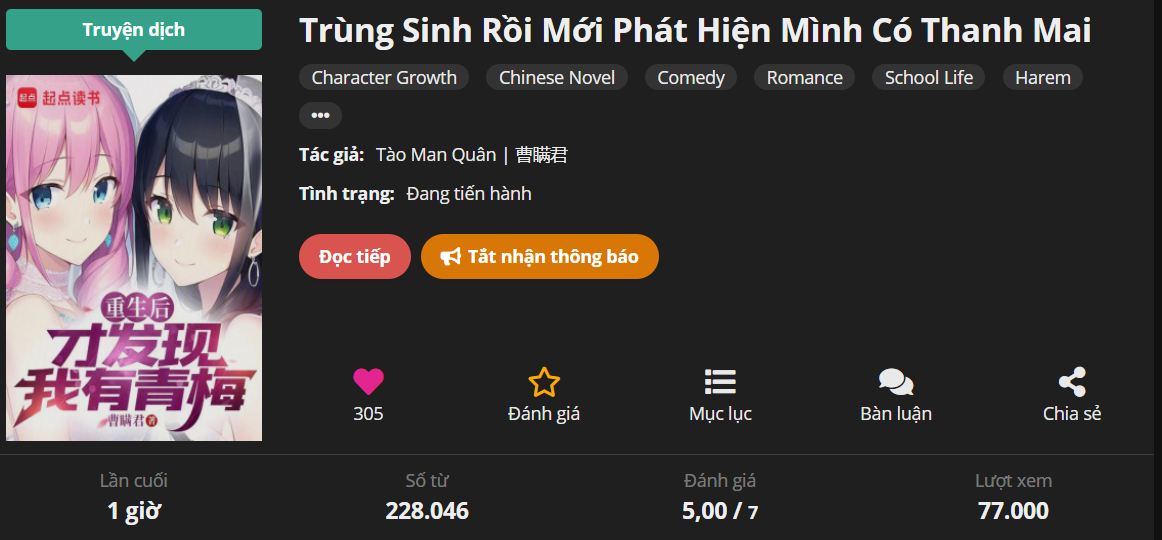 Truyện dịch
起点 起点读书
重生后
才发现
我有青梅
曹瞒君 著
Trùng Sinh Rồi Mới Phát Hiện Mình Có Thanh Mai
Character Growth Chinese Novel Comedy Romance School Life Harem
•••
Tác giả: Tào Man Quân | 曹瞒君
Tình trạng: Đang tiến hành
Đọc tiếp Tắt nhận thông báo
305 Đánh giá Mục lục Bàn luận Chia sẻ
Lần cuối Số từ Đánh giá Lượt xem
1 giờ 228.046 5,00 / 7 77.000